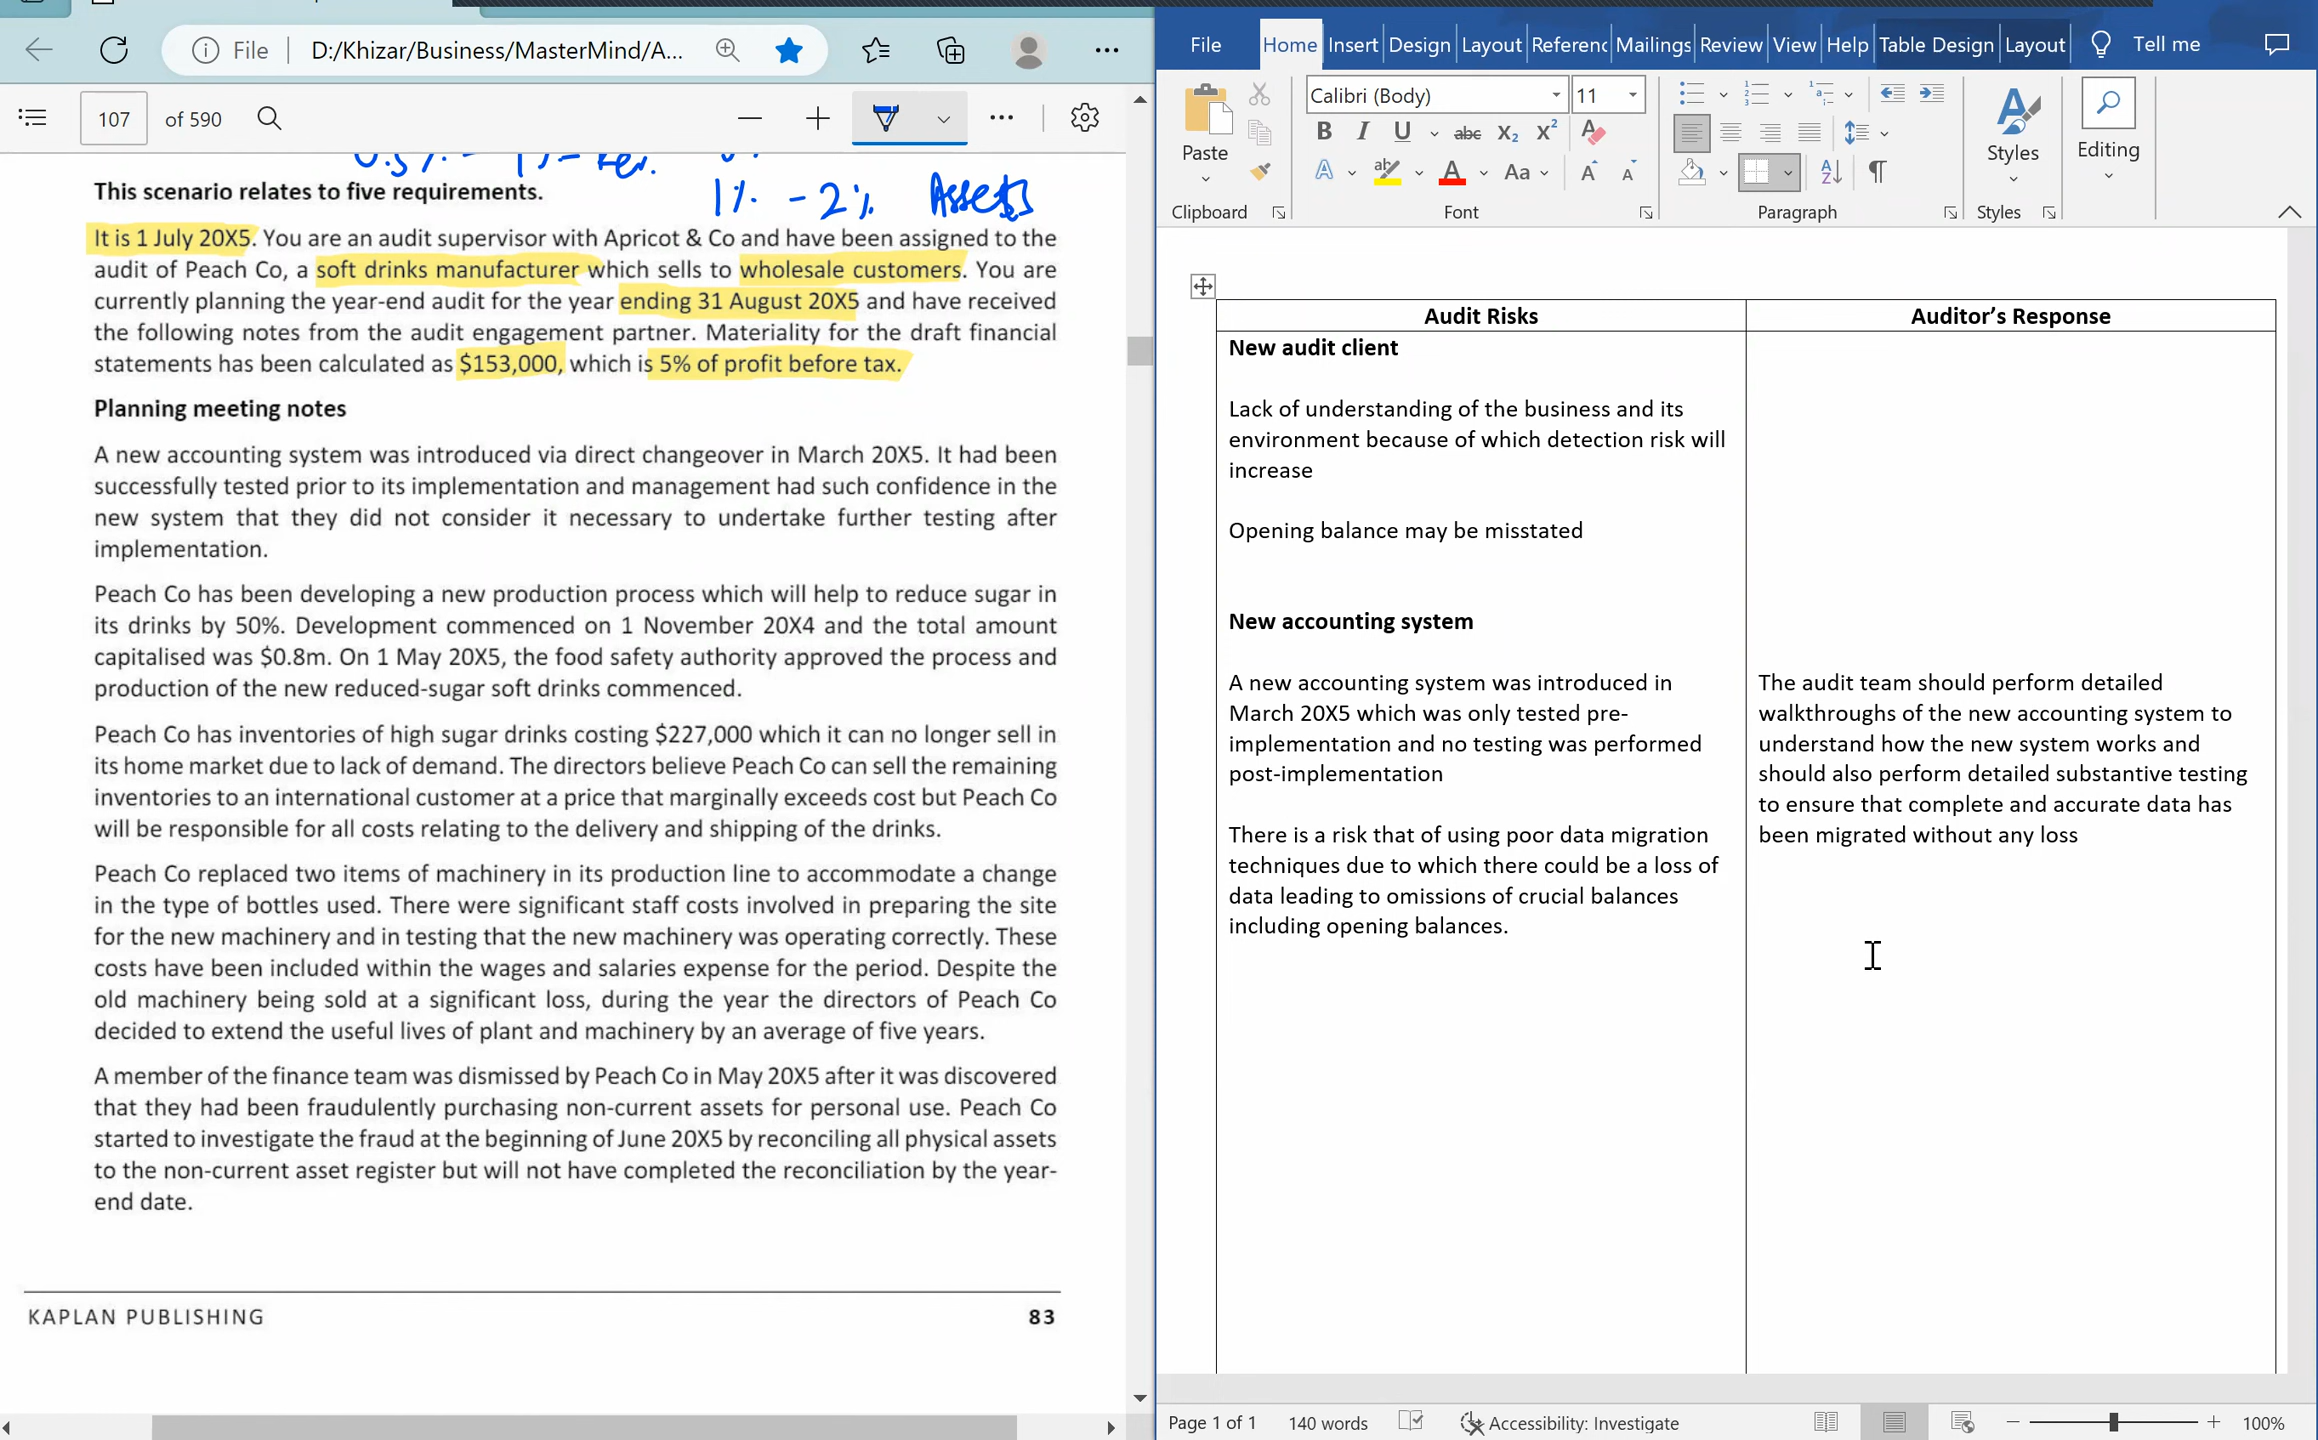 File
D:/Khizar/Business/MasterMind/A...
107 of 590
1% - 2% Assets
This scenario relates to five requirements.
It is 1 July 20X5. You are an audit supervisor with Apricot & Co and have been assigned to the
audit of Peach Co, a soft drinks manufacturer which sells to wholesale customers. You are
currently planning the year-end audit for the year ending 31 August 20X5 and have received
the following notes from the audit engagement partner. Materiality for the draft financial
statements has been calculated as $153,000, which is 5% of profit before tax.
Planning meeting notes
A new accounting system was introduced via direct changeover in March 20X5. It had been
successfully tested prior to its implementation and management had such confidence in the
new system that they did not consider it necessary to undertake further testing after
implementation.
Peach Co has been developing a new production process which will help to reduce sugar in
its drinks by 50%. Development commenced on 1 November 20X4 and the total amount
capitalised was $0.8m. On 1 May 20X5, the food safety authority approved the process and
production of the new reduced-sugar soft drinks commenced.
Peach Co has inventories of high sugar drinks costing $227,000 which it can no longer sell in
its home market due to lack of demand. The directors believe Peach Co can sell the remaining
inventories to an international customer at a price that marginally exceeds cost but Peach Co
will be responsible for all costs relating to the delivery and shipping of the drinks.
Peach Co replaced two items of machinery in its production line to accommodate a change
in the type of bottles used. There were significant staff costs involved in preparing the site
for the new machinery and in testing that the new machinery was operating correctly. These
costs have been included within the wages and salaries expense for the period. Despite the
old machinery being sold at a significant loss, during the year the directors of Peach Co
decided to extend the useful lives of plant and machinery by an average of five years.
A member of the finance team was dismissed by Peach Co in May 20X5 after it was discovered
that they had been fraudulently purchasing non-current assets for personal use. Peach Co
started to investigate the fraud at the beginning of June 20X5 by reconciling all physical assets
to the non-current asset register but will not have completed the reconciliation by the year-
end date.
KAPLAN PUBLISHING 83
File Home Insert Design Layout Referenc Mailings Review View Help Table Design Layout Tell me
Calibri (Body) 11
Paste
Styles
Editing
Clipboard Font Paragraph Styles
Audit Risks
Auditor's Response
New audit client
Lack of understanding of the business and its
environment because of which detection risk will
increase
Opening balance may be misstated
New accounting system
A new accounting system was introduced in
March 20X5 which was only tested pre-
implementation and no testing was performed
post-implementation
There is a risk that of using poor data migration
techniques due to which there could be a loss of
data leading to omissions of crucial balances
including opening balances.
The audit team should perform detailed
walkthroughs of the new accounting system to
understand how the new system works and
should also perform detailed substantive testing
to ensure that complete and accurate data has
been migrated without any loss
Page 1 of 1 140 words Accessibility: Investigate 100%